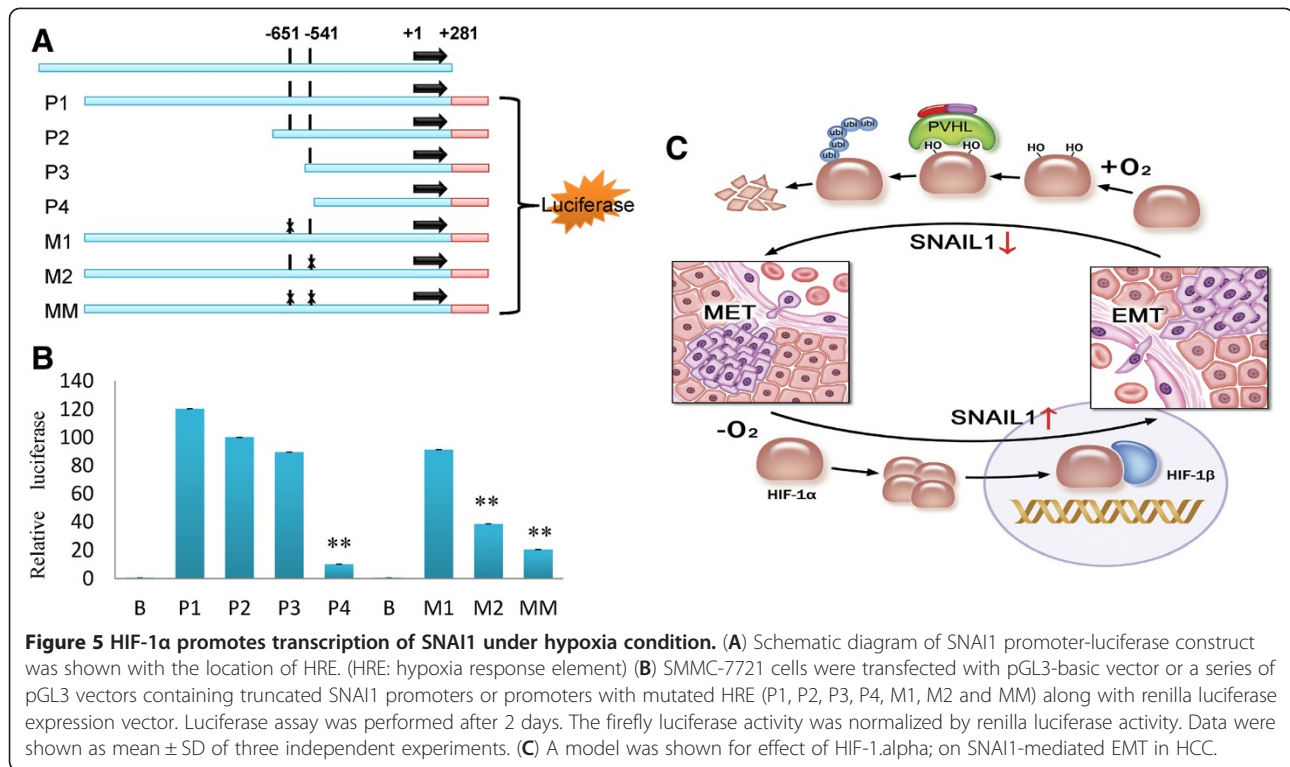 A
-651 -541 +1 +281
P1
P2
P3
P4
M1
M2
MM
Luciferase
B
Relative luciferase
140
120
100
80
60
40
20
0
** ** **
B P1 P2 P3 P4 B M1 M2 MM
C
ubi ubi ubi ubi ubi
PVHL
HO HO
HO HO
+O₂
SNAIL1↓
MET
EMT
SNAIL1↑
-O₂
HIF-1α
HIF-1β
Figure 5 HIF-1α promotes transcription of SNAI1 under hypoxia condition. (A) Schematic diagram of SNAI1 promoter-luciferase construct
was shown with the location of HRE. (HRE: hypoxia response element) (B) SMMC-7721 cells were transfected with pGL3-basic vector or a series of
pGL3 vectors containing truncated SNAI1 promoters or promoters with mutated HRE (P1, P2, P3, P4, M1, M2 and MM) along with renilla luciferase
expression vector. Luciferase assay was performed after 2 days. The firefly luciferase activity was normalized by renilla luciferase activity. Data were
shown as mean ± SD of three independent experiments. (C) A model was shown for effect of HIF-1.alpha; on SNAI1-mediated EMT in HCC.